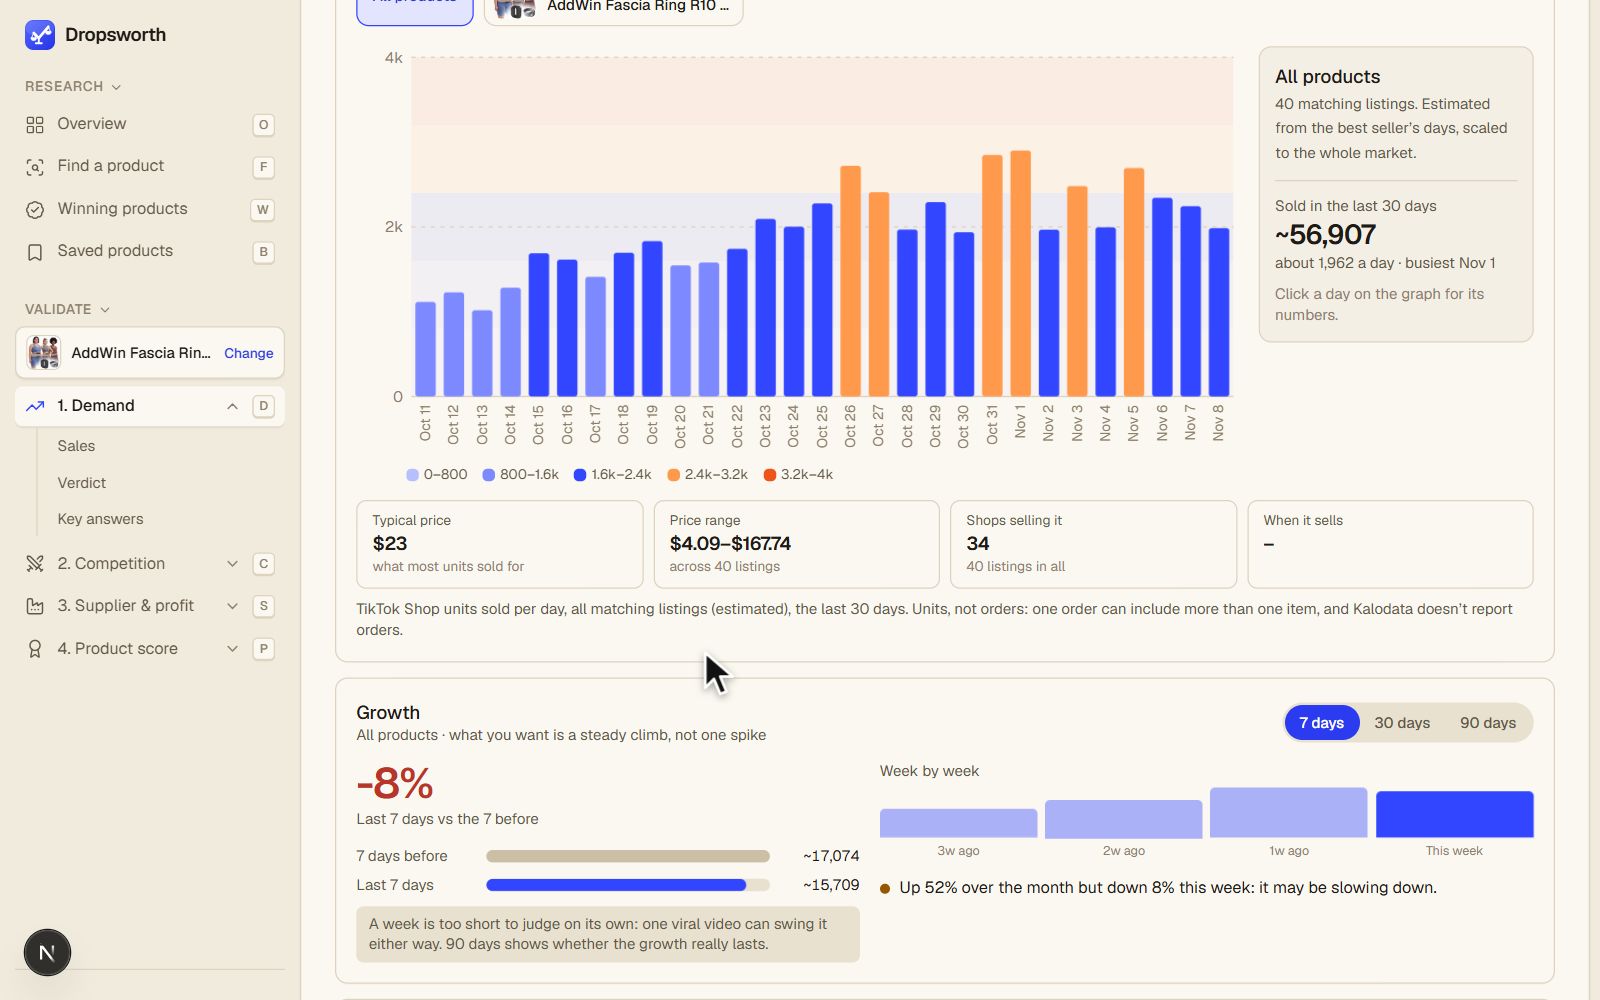 Dropsworth
RESEARCH
Overview
O
Find a product
F
Winning products
W
Saved products
B
VALIDATE
AddWin Fascia Rin...
Change
1. Demand
D
Sales
Verdict
Key answers
2. Competition
C
3. Supplier & profit
S
4. Product score
P
N
All products
AddWin Fascia Ring R10 ...
4k
2k
0
Oct 11
Oct 12
Oct 13
Oct 14
Oct 15
Oct 16
Oct 17
Oct 18
Oct 19
Oct 20
Oct 21
Oct 22
Oct 23
Oct 24
Oct 25
Oct 26
Oct 27
Oct 28
Oct 29
Oct 30
Oct 31
Nov 1
Nov 2
Nov 3
Nov 4
Nov 5
Nov 6
Nov 7
Nov 8
0–800
800–1.6k
1.6k–2.4k
2.4k–3.2k
3.2k–4k
All products
40 matching listings. Estimated
from the best seller's days, scaled
to the whole market.
Sold in the last 30 days
~56,907
about 1,962 a day · busiest Nov 1
Click a day on the graph for its
numbers.
Typical price
$23
what most units sold for
Price range
$4.09–$167.74
across 40 listings
Shops selling it
34
40 listings in all
When it sells
–
TikTok Shop units sold per day, all matching listings (estimated), the last 30 days. Units, not orders: one order can include more than one item, and Kalodata doesn't report
orders.
Growth
All products · what you want is a steady climb, not one spike
7 days
30 days
90 days
-8%
Last 7 days vs the 7 before
7 days before
~17,074
Last 7 days
~15,709
A week is too short to judge on its own: one viral video can swing it
either way. 90 days shows whether the growth really lasts.
Week by week
3w ago
2w ago
1w ago
This week
Up 52% over the month but down 8% this week: it may be slowing down.